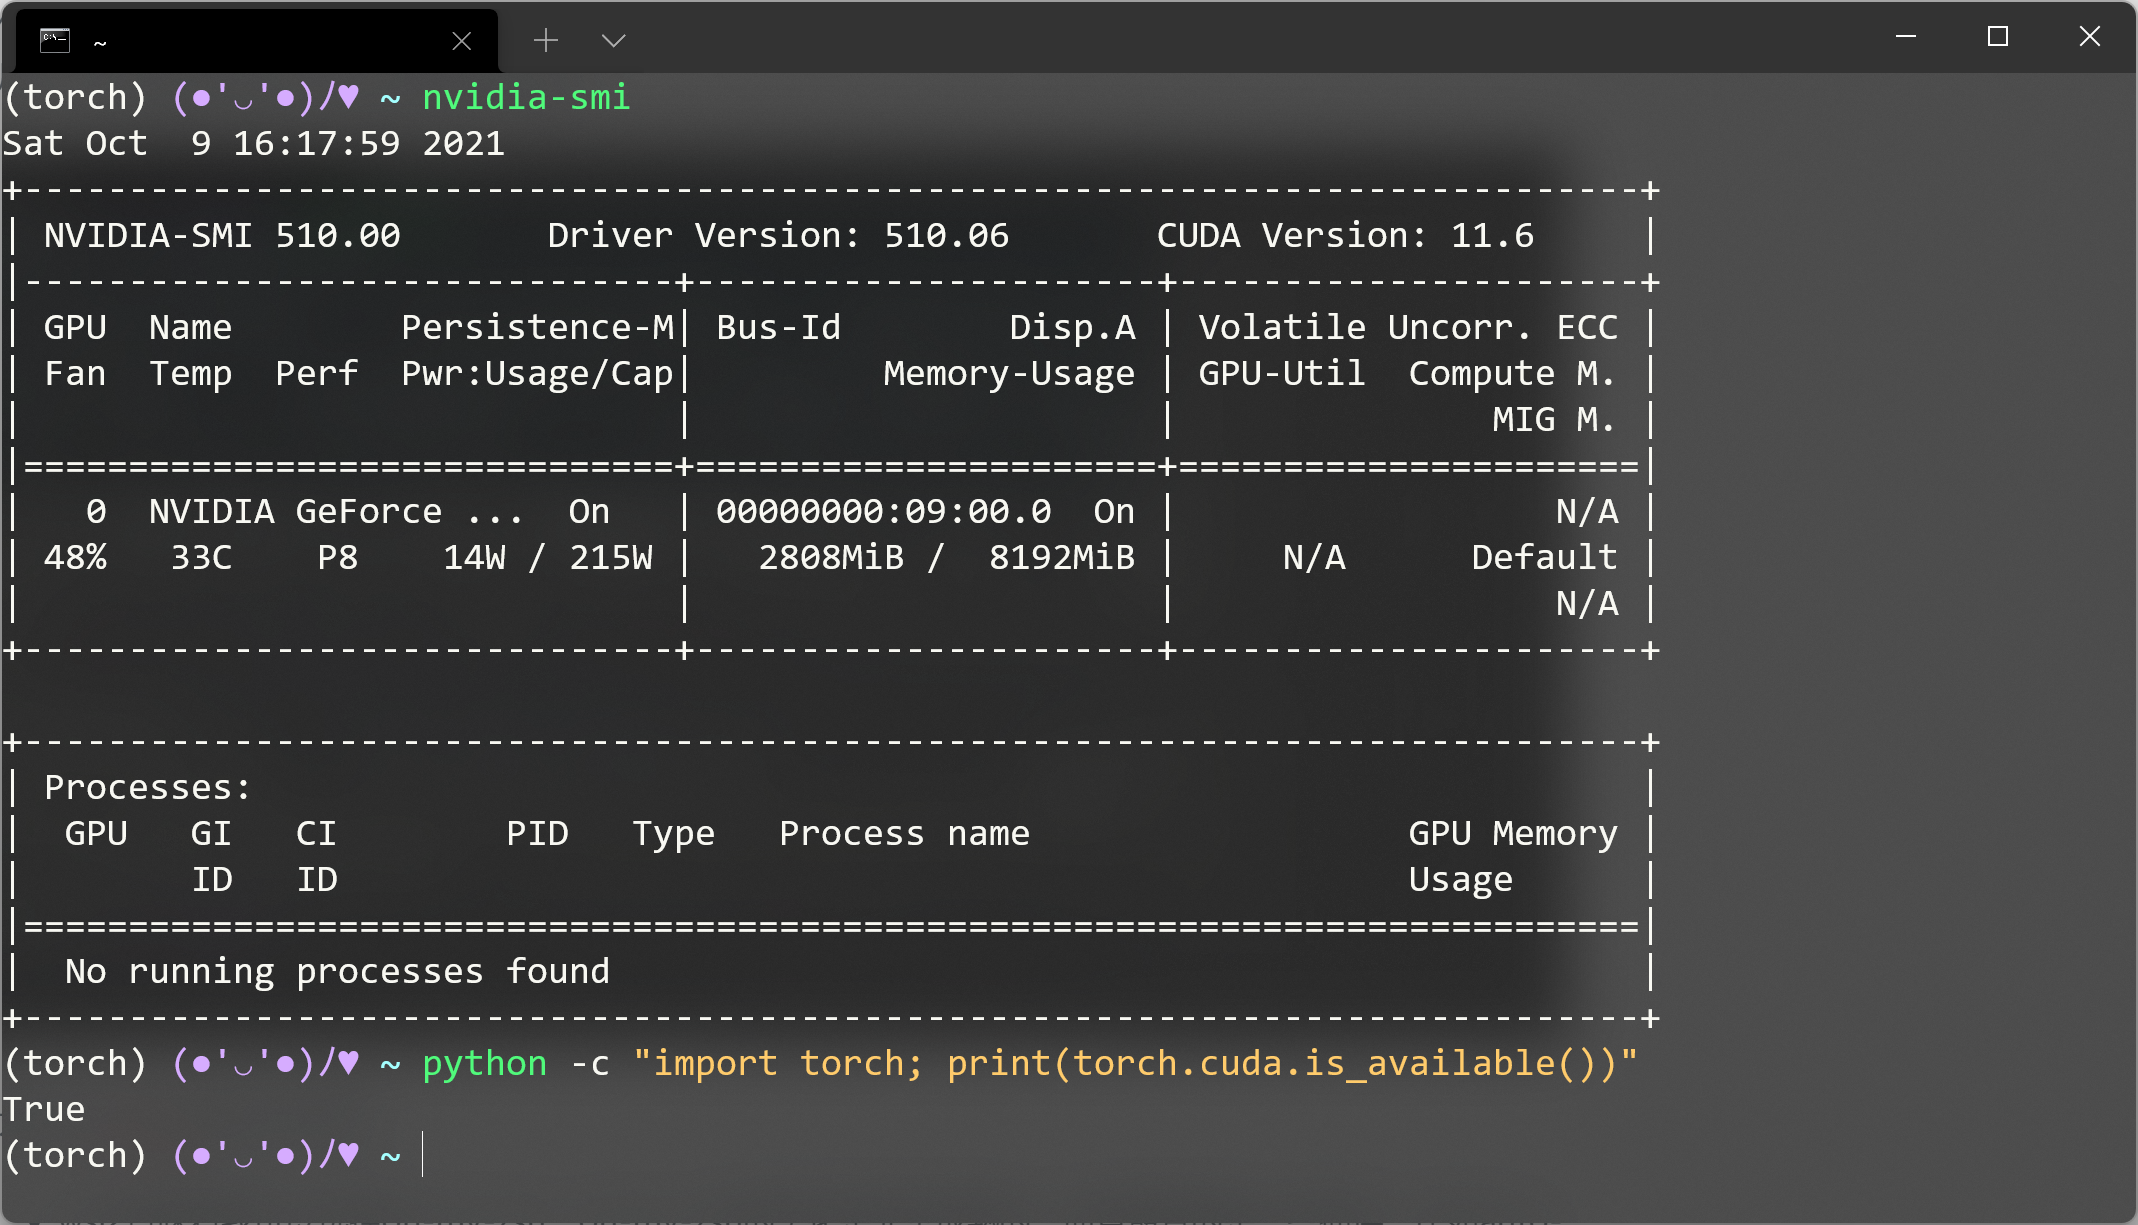 ~
(torch) (●'◡'●)ﾉ♥ ~ nvidia-smi
Sat Oct  9 16:17:59 2021
+-----------------------------------------------------------------------------+
| NVIDIA-SMI 510.00       Driver Version: 510.06       CUDA Version: 11.6     |
|-------------------------------+----------------------+----------------------+
| GPU  Name        Persistence-M| Bus-Id        Disp.A | Volatile Uncorr. ECC |
| Fan  Temp  Perf  Pwr:Usage/Cap|         Memory-Usage | GPU-Util  Compute M. |
|                               |                      |               MIG M. |
|===============================+======================+======================|
|   0  NVIDIA GeForce ...  On   | 00000000:09:00.0  On |                  N/A |
| 48%   33C    P8    14W / 215W |   2808MiB /  8192MiB |     N/A      Default |
|                               |                      |                  N/A |
+-------------------------------+----------------------+----------------------+
+-----------------------------------------------------------------------------+
| Processes:                                                                  |
|  GPU   GI   CI        PID   Type   Process name                  GPU Memory |
|        ID   ID                                                   Usage      |
|=============================================================================|
|  No running processes found                                                 |
+-----------------------------------------------------------------------------+
(torch) (●'◡'●)ﾉ♥ ~ python -c "import torch; print(torch.cuda.is_available())"
True
(torch) (●'◡'●)ﾉ♥ ~